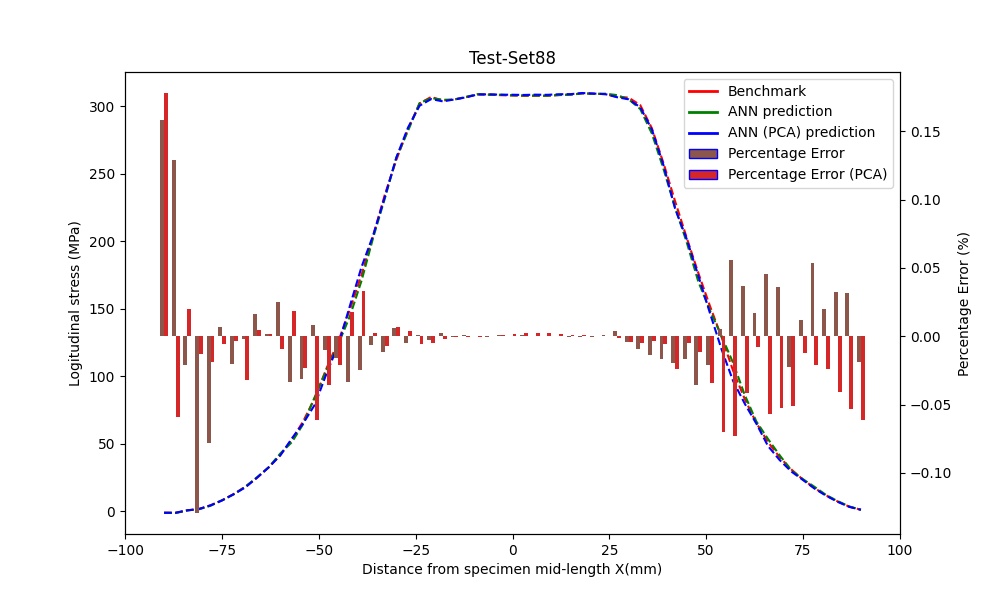 Test-Set88
Benchmark
ANN prediction
ANN (PCA) prediction
Percentage Error
Percentage Error (PCA)
Logitudinal stress (MPa)
300
250
200
150
100
50
0
0.15
0.10
0.05
0.00
−0.05
−0.10
Percentage Error (%)
−100 −75 −50 −25 0 25 50 75 100
Distance from specimen mid-length X(mm)